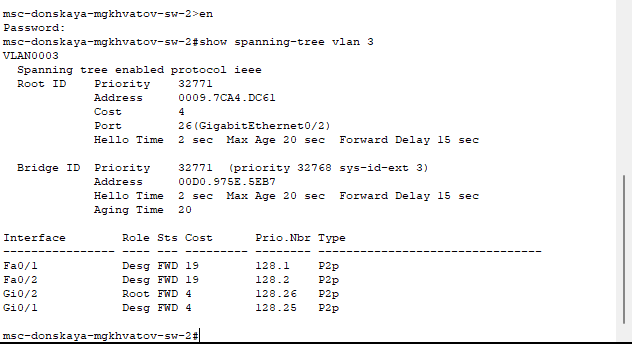 msc-donskaya-mgkhvatov-sw-2>en
Password:
msc-donskaya-mgkhvatov-sw-2#show spanning-tree vlan 3
VLAN0003
  Spanning tree enabled protocol ieee
  Root ID    Priority    32771
             Address     0009.7CA4.DC61
             Cost        4
             Port        26(GigabitEthernet0/2)
             Hello Time  2 sec  Max Age 20 sec  Forward Delay 15 sec

  Bridge ID  Priority    32771  (priority 32768 sys-id-ext 3)
             Address     00D0.975E.5EB7
             Hello Time  2 sec  Max Age 20 sec  Forward Delay 15 sec
             Aging Time  20

Interface        Role Sts Cost      Prio.Nbr Type
---------------- ---- --- --------- -------- --------------------------------
Fa0/1            Desg FWD 19        128.1    P2p
Fa0/2            Desg FWD 19        128.2    P2p
Gi0/2            Root FWD 4         128.26   P2p
Gi0/1            Desg FWD 4         128.25   P2p

msc-donskaya-mgkhvatov-sw-2#